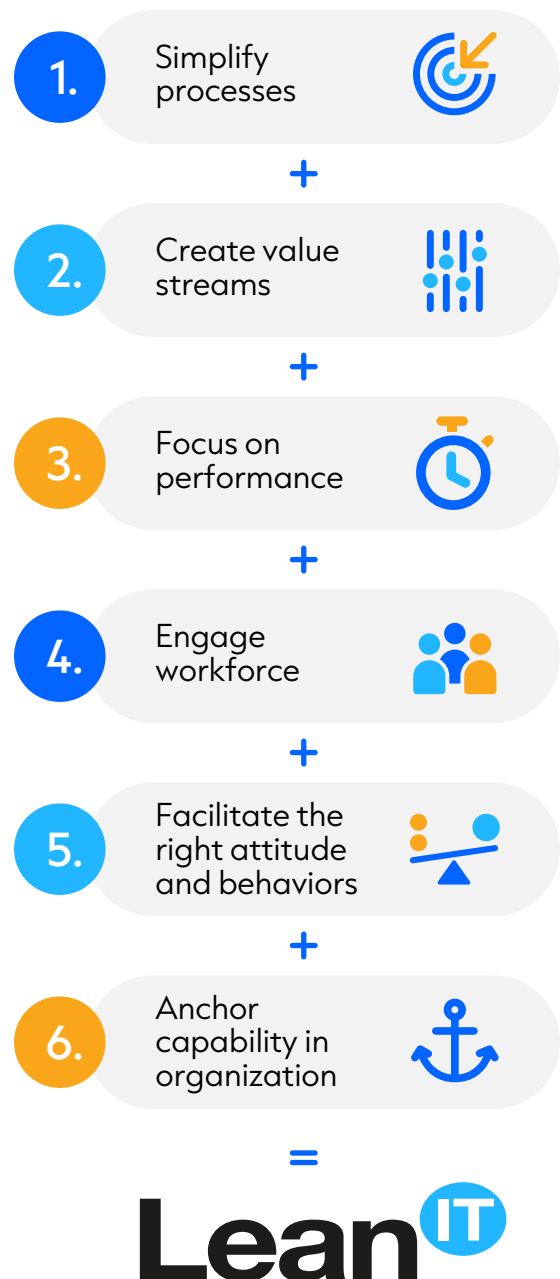 1.
Simplify
processes
+
2.
Create value
streams
+
3.
Focus on
performance
+
4.
Engage
workforce
+
5.
Facilitate the
right attitude
and behaviors
+
6.
Anchor
capability in
organization
=
Lean IT